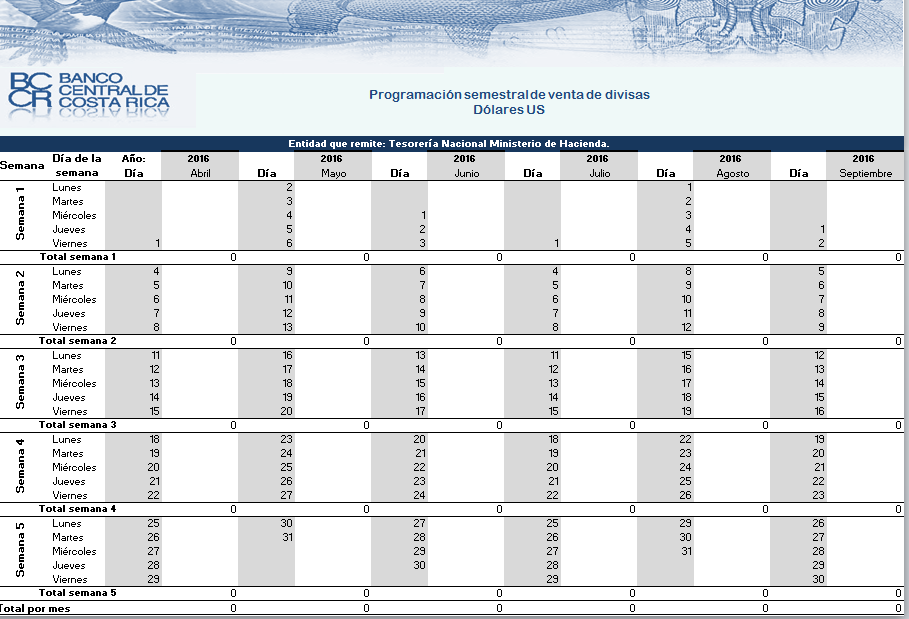 BC CR BANCO CENTRAL DE COSTA RICA
Programación semestral de venta de divisas
Dólares US
Entidad que remite: Tesorería Nacional Ministerio de Hacienda.
Semana Día de la semana Año: Día 2016 Abril Día 2016 Mayo Día 2016 Junio Día 2016 Julio Día 2016 Agosto Día 2016 Septiembre
Semana 1
Lunes 2 1
Martes 3 2
Miércoles 4 1 3
Jueves 5 2 4 1
Viernes 1 6 3 1 5 2
Total semana 1 0 0 0 0 0 0
Semana 2
Lunes 4 9 6 4 8 5
Martes 5 10 7 5 9 6
Miércoles 6 11 8 6 10 7
Jueves 7 12 9 7 11 8
Viernes 8 13 10 8 12 9
Total semana 2 0 0 0 0 0 0
Semana 3
Lunes 11 16 13 11 15 12
Martes 12 17 14 12 16 13
Miércoles 13 18 15 13 17 14
Jueves 14 19 16 14 18 15
Viernes 15 20 17 15 19 16
Total semana 3 0 0 0 0 0 0
Semana 4
Lunes 18 23 20 18 22 19
Martes 19 24 21 19 23 20
Miércoles 20 25 22 20 24 21
Jueves 21 26 23 21 25 22
Viernes 22 27 24 22 26 23
Total semana 4 0 0 0 0 0 0
Semana 5
Lunes 25 30 27 25 29 26
Martes 26 31 28 26 30 27
Miércoles 27 29 27 31 28
Jueves 28 30 28 29
Viernes 29 29 30
Total semana 5 0 0 0 0 0 0
Total por mes 0 0 0 0 0 0